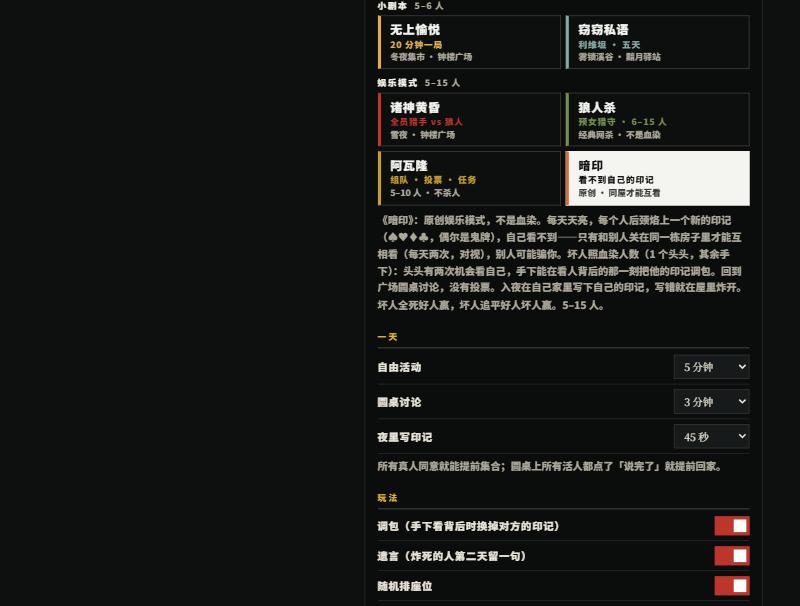 小剧本 5-6 人
无上愉悦
20 分钟一局
冬夜集市 · 钟楼广场
窃窃私语
利维坦 · 五天
雾锁溪谷 · 黯月驿站
娱乐模式 5-15 人
诸神黄昏
全员猎手 vs 狼人
雪夜 · 钟楼广场
狼人杀
预女猎守 · 6-15 人
经典网杀 · 不是血染
阿瓦隆
组队 · 投票 · 任务
5-10 人 · 不杀人
暗印
看不到自己的印记
原创 · 同屋才能互看
《暗印》：原创娱乐模式，不是血染。每天天亮，每个人后颈烙上一个新的印记
（♠♥♦♣，偶尔是鬼牌），自己看不到——只有和别人关在同一栋房子里才能互
相看（每天两次，对视），别人可能骗你。坏人照血染人数（1 个头头，其余手
下）：头头有两次机会看自己，手下能在看人背后的那一刻把他的印记调包。回到
广场圆桌讨论，没有投票。入夜在自己家里写下自己的印记，写错就在屋里炸开。
坏人全死好人赢，坏人追平好人坏人赢。5-15 人。
一天
自由活动
5 分钟
圆桌讨论
3 分钟
夜里写印记
45 秒
所有真人同意就能提前集合；圆桌上所有活人都点了「说完了」就提前回家。
玩法
调包（手下看背后时换掉对方的印记）
遗言（炸死的人第二天留一句）
随机排座位